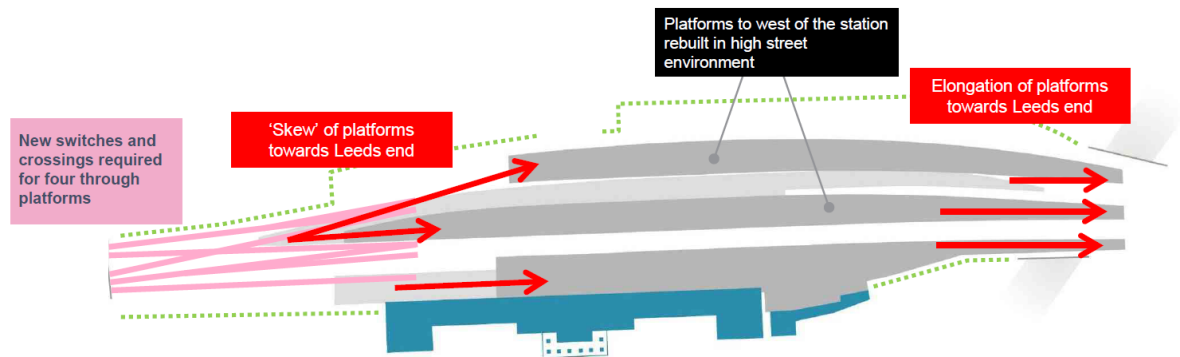 Platforms to west of the station
rebuilt in high street
environment
Elongation of platforms
towards Leeds end
‘Skew’ of platforms
towards Leeds end
New switches and
crossings required
for four through
platforms